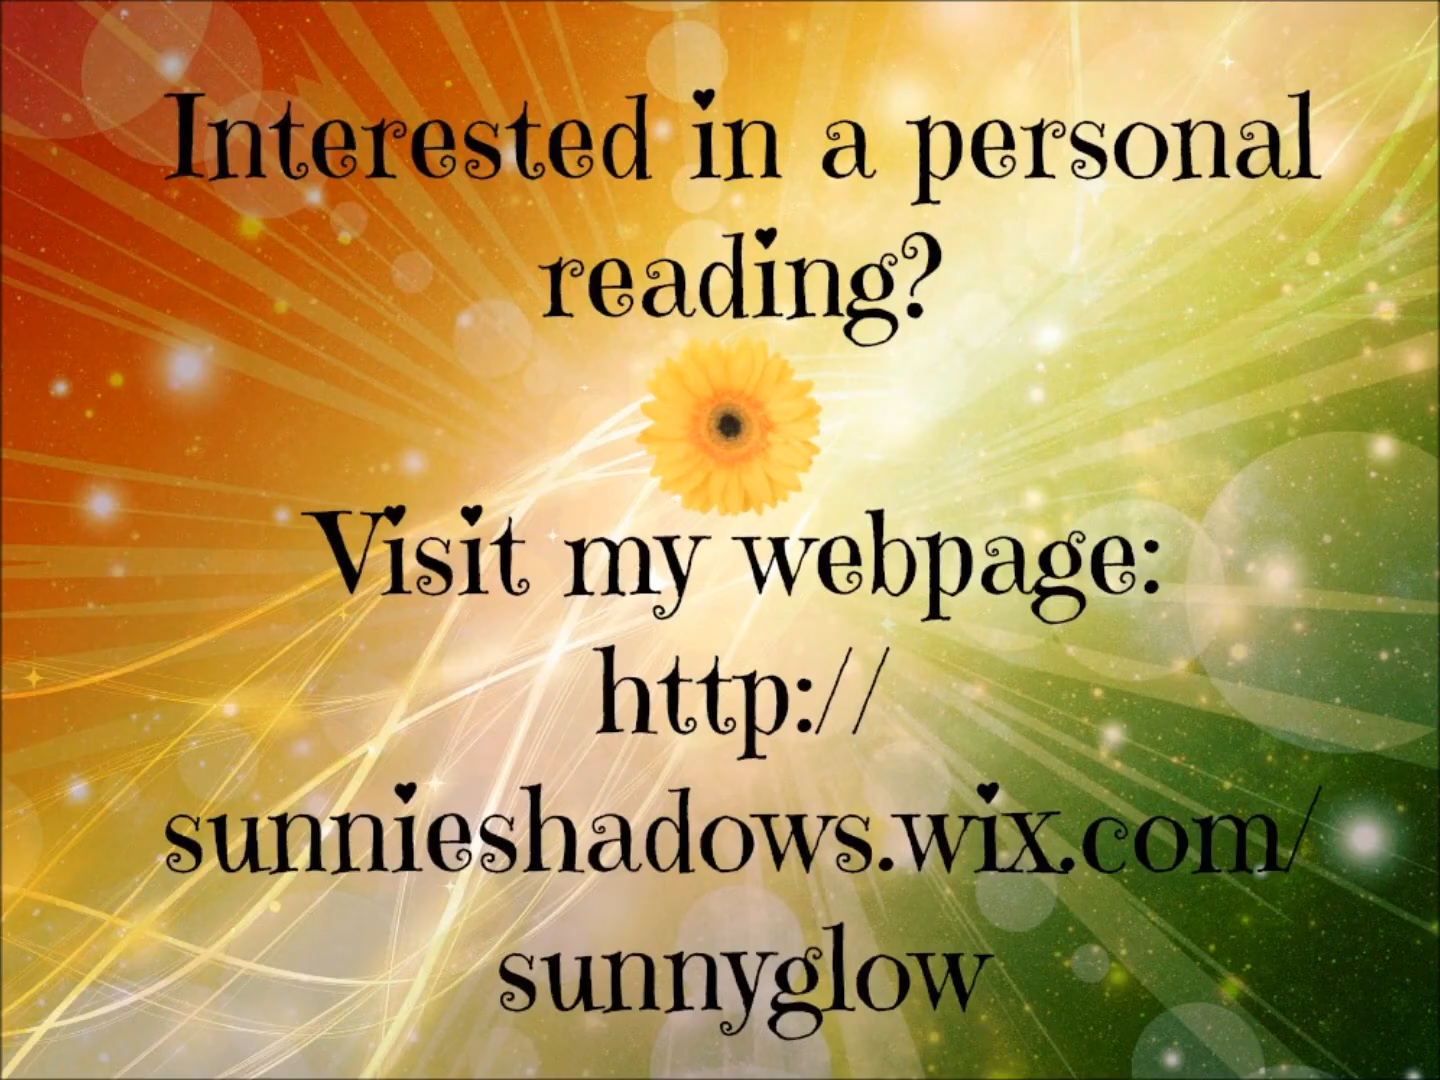 Interested in a personal
reading?
Visit my webpage:
http://
sunnieshadows.wix.com/
sunnyglow